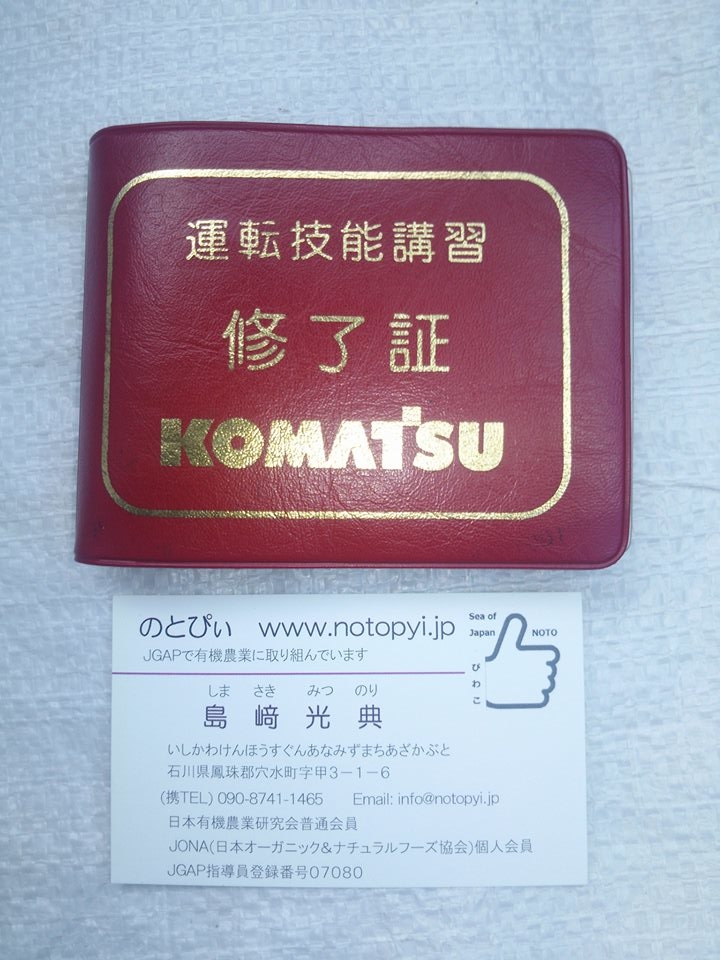 運転技能講習
修了証
KOMATSU
のとぴぃ www.notopyi.jp
JGAPで有機農業に取り組んでいます
Sea of
Japan
NOTO
びわこ
しま さき みつ のり
島﨑光典
いしかわけんほうすぐんあなみずまちあざかぶと
石川県鳳珠郡穴水町字甲3-1-6
(携TEL) 090-8741-1465 Email: info@notopyi.jp
日本有機農業研究会普通会員
JONA(日本オーガニック&ナチュラルフーズ協会)個人会員
JGAP指導員登録番号07080